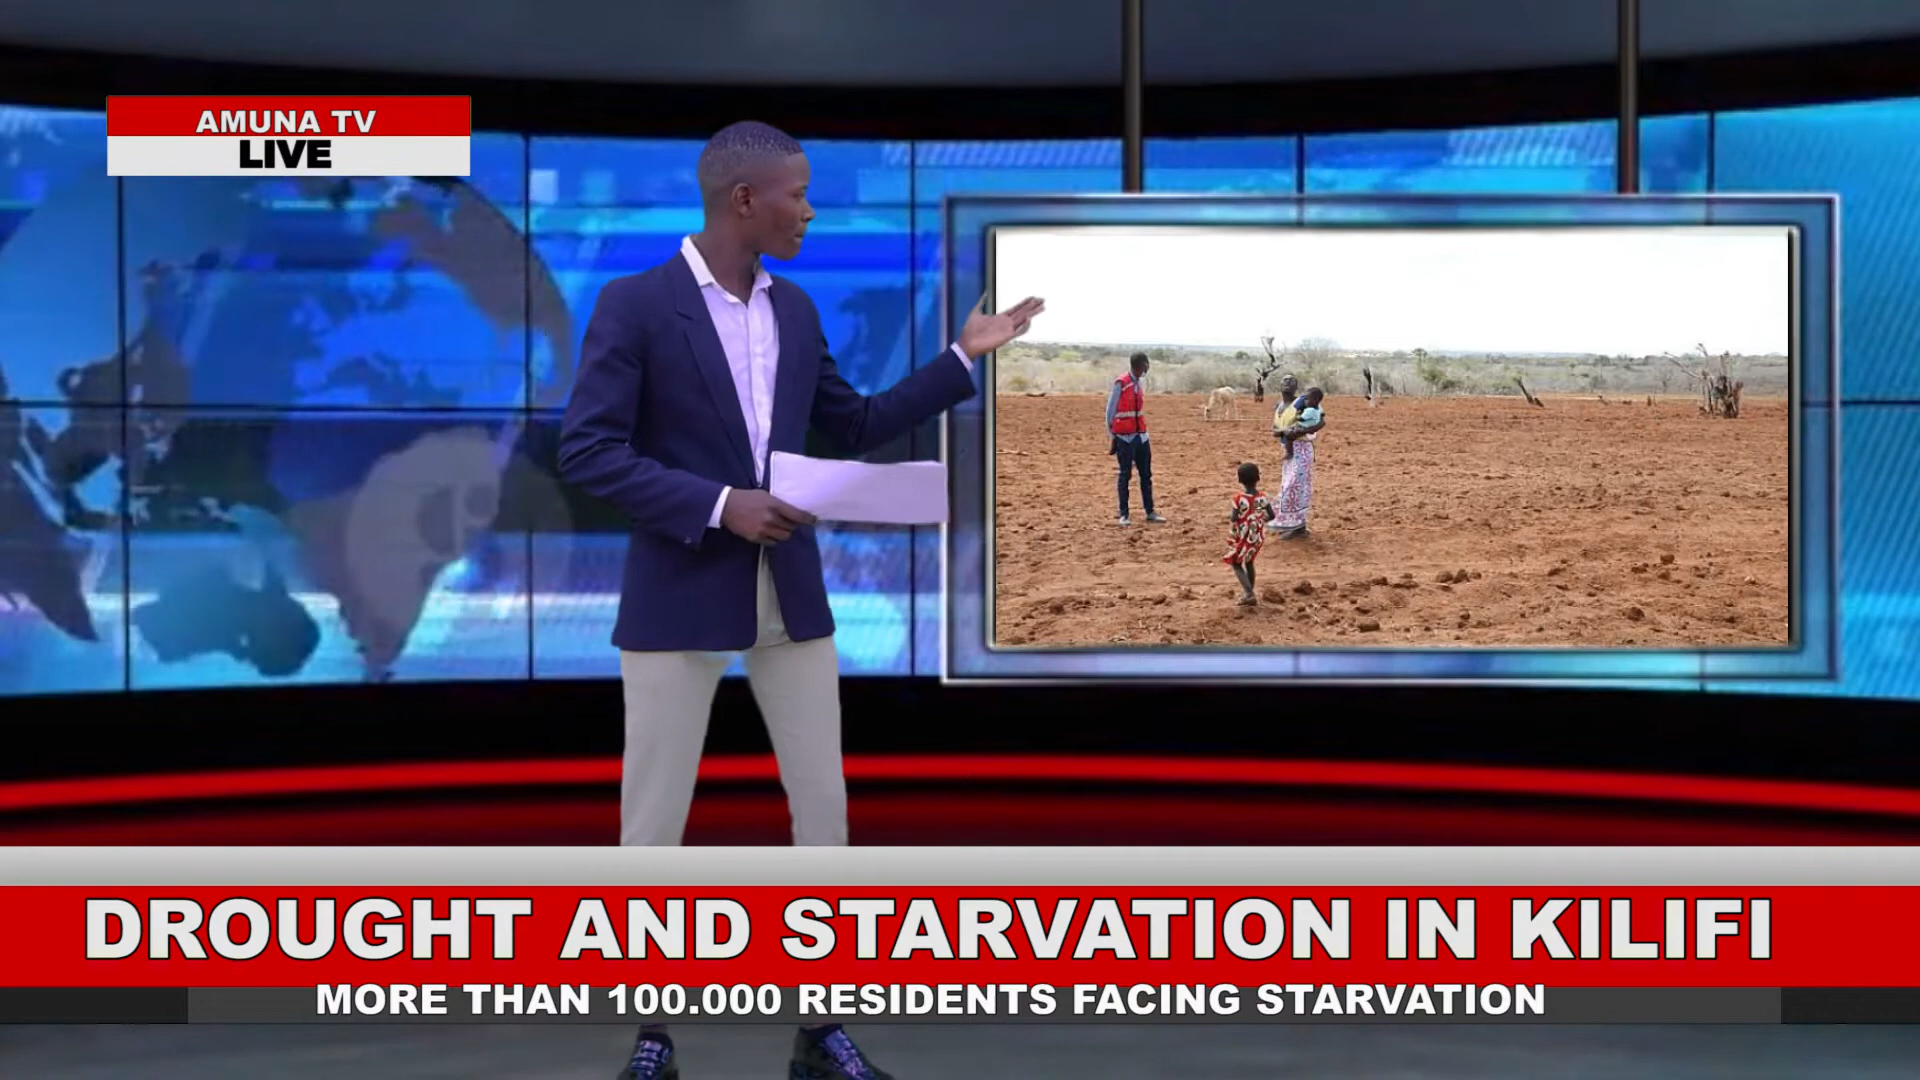 AMUNA TV
LIVE
DROUGHT AND STARVATION IN KILIFI
MORE THAN 100.000 RESIDENTS FACING STARVATION